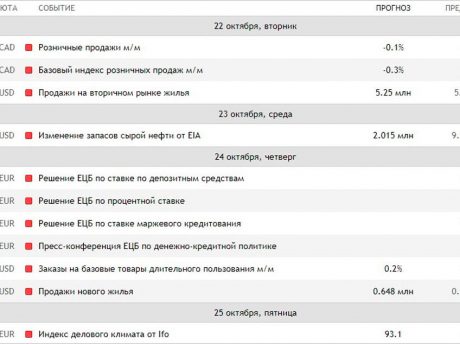 ЮТА СОБЫТИЕ ПРОГНОЗ ПРЕ
22 октября, вторник
CAD Розничные продажи м/м -0.1%
CAD Базовый индекс розничных продаж м/м -0.3%
USD Продажи на вторичном рынке жилья 5.25 млн 5.
23 октября, среда
USD Изменение запасов сырой нефти от EIA 2.015 млн 9.
24 октября, четверг
EUR Решение ЕЦБ по ставке по депозитным средствам
EUR Решение ЕЦБ по процентной ставке
EUR Решение ЕЦБ по ставке маржевого кредитования
EUR Пресс-конференция ЕЦБ по денежно-кредитной политике
USD Заказы на базовые товары длительного пользования м/м 0.2%
USD Продажи нового жилья 0.648 млн 0.
25 октября, пятница
EUR Индекс делового климата от Ifo 93.1